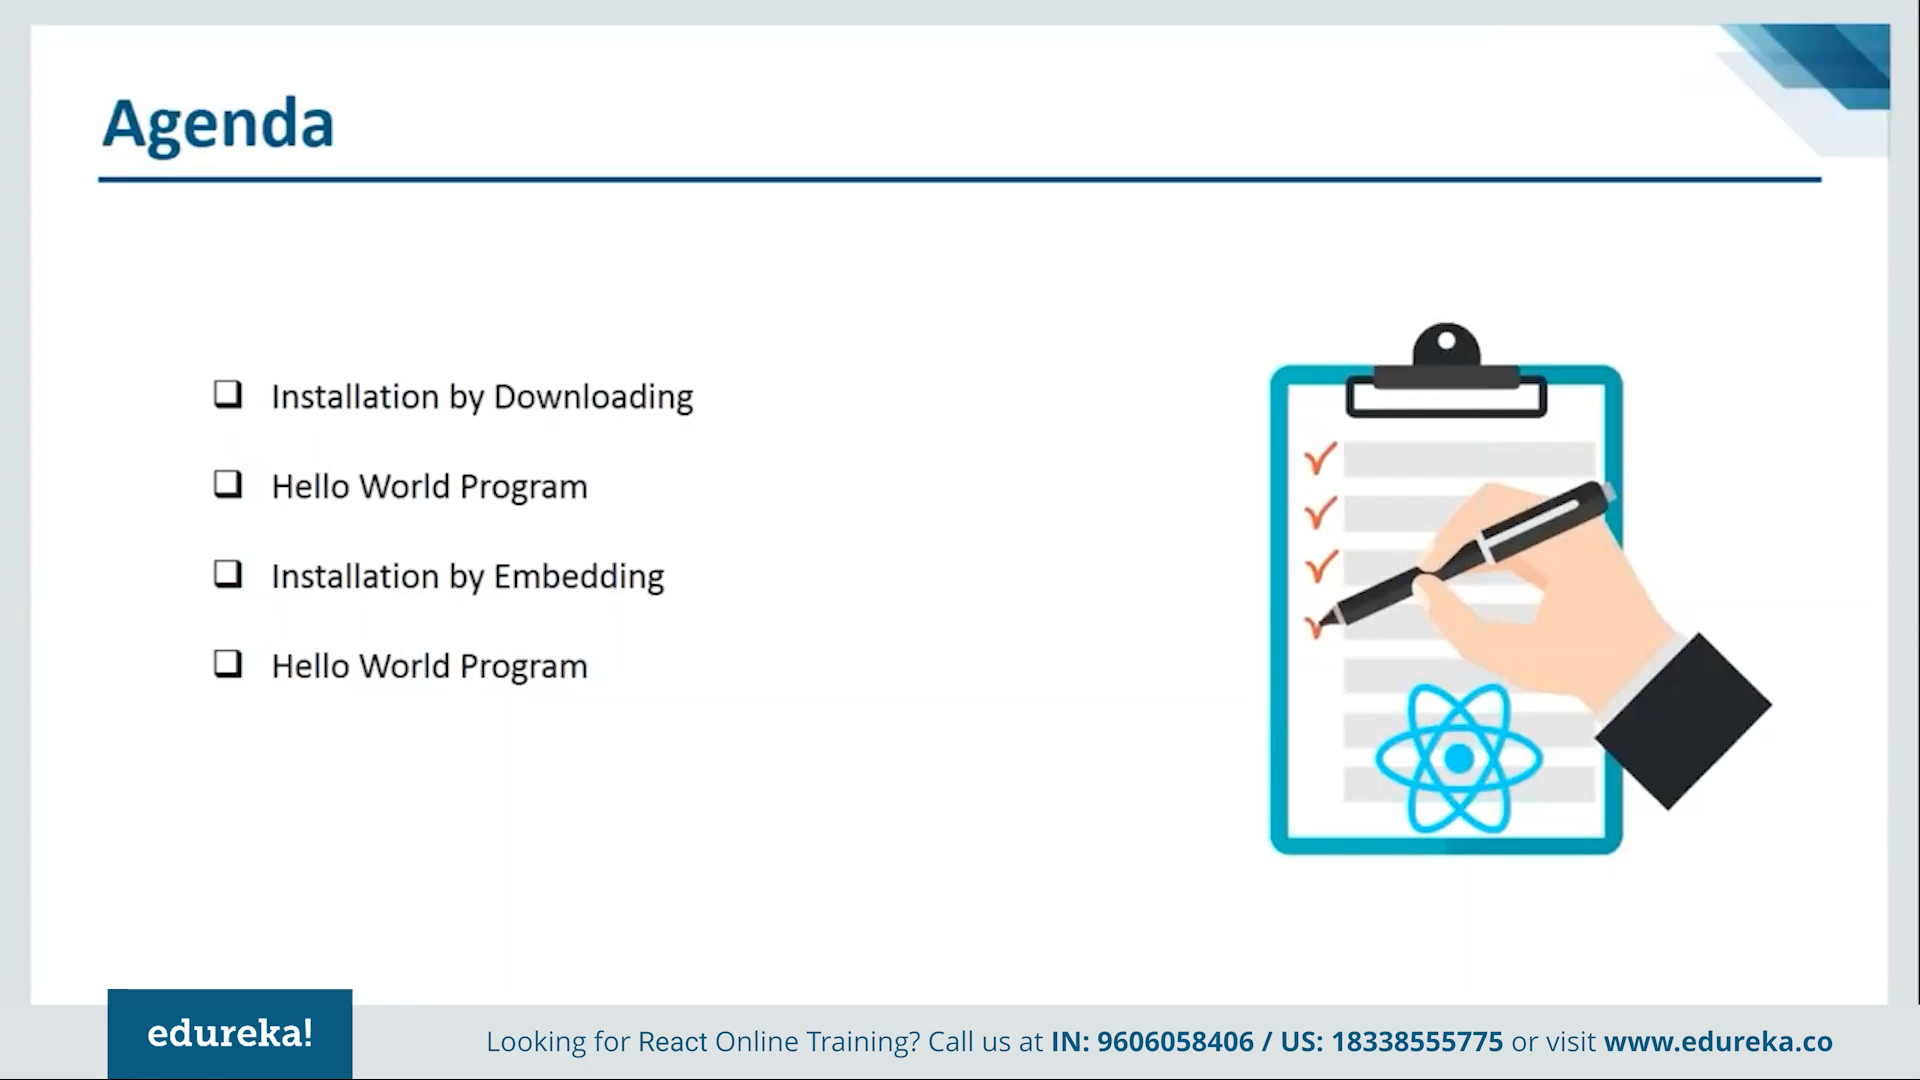 Agenda
Installation by Downloading
Hello World Program
Installation by Embedding
Hello World Program
edureka!
Looking for React Online Training? Call us at IN: 9606058406 / US: 18338555775 or visit www.edureka.co